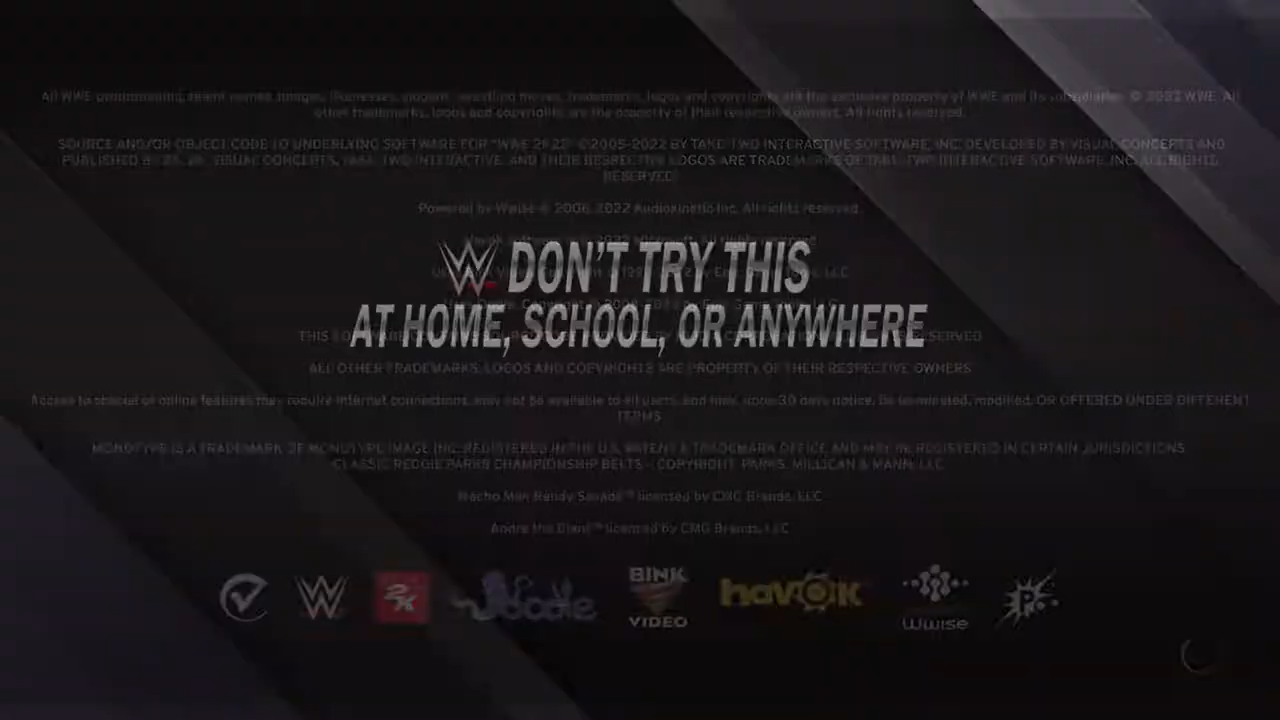 All WWE programming, talent names, images, likenesses, slogans, wrestling moves, trademarks, logos and copyrights are the exclusive property of WWE and its subsidiaries. © 2022 WWE. All
other trademarks, logos and copyrights are the property of their respective owners. All rights reserved.
SOURCE AND/OR OBJECT CODE TO UNDERLYING SOFTWARE FOR "WWE 2K22" ©2005-2022 BY TAKE TWO INTERACTIVE SOFTWARE, INC. DEVELOPED BY VISUAL CONCEPTS AND
PUBLISHED BY 2K. 2K, VISUAL CONCEPTS, TAKE TWO INTERACTIVE, AND THEIR RESPECTIVE LOGOS ARE TRADEMARKS OF TAKE TWO INTERACTIVE SOFTWARE, INC. ALL RIGHTS
RESERVED.
Powered by Wwise © 2006-2022 Audiokinetic Inc. All rights reserved.
All rights reserved
W DON'T TRY THIS
LLC
AT HOME, SCHOOL, OR ANYWHERE
THIS SOFTWARE RESERVED
ALL OTHER TRADEMARKS, LOGOS AND COPYRIGHTS ARE PROPERTY OF THEIR RESPECTIVE OWNERS
Access to special or online features may require internet connections, may not be available to all users, and may, upon 30 days notice, be terminated, modified, OR OFFERED UNDER DIFFERENT
TERMS
MONOTYPE IS A TRADEMARK OF MONOTYPE IMAGE INC. REGISTERED IN THE U.S. PATENT & TRADEMARK OFFICE AND MAY BE REGISTERED IN CERTAIN JURISDICTIONS
CLASSIC REGGIE PARKS CHAMPIONSHIP BELTS - COPYRIGHT PARKS, MILLICAN & MANN, LLC
Macho Man Randy Savage™ licensed by CMG Brands, LLC
Andre the Giant™ licensed by CMG Brands, LLC
W 2K oodle BINK VIDEO havok wwise